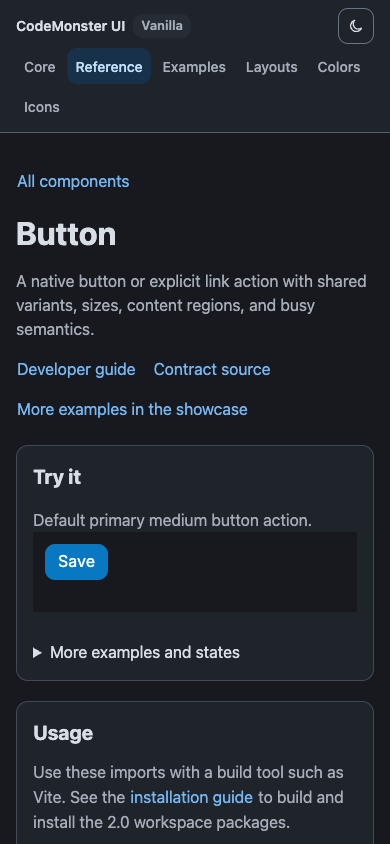 CodeMonster UI Vanilla
Core Reference Examples Layouts Colors
Icons
All components
Button
A native button or explicit link action with shared
variants, sizes, content regions, and busy
semantics.
Developer guide Contract source
More examples in the showcase
Try it
Default primary medium button action.
Save
More examples and states
Usage
Use these imports with a build tool such as
Vite. See the installation guide to build and
install the 2.0 workspace packages.